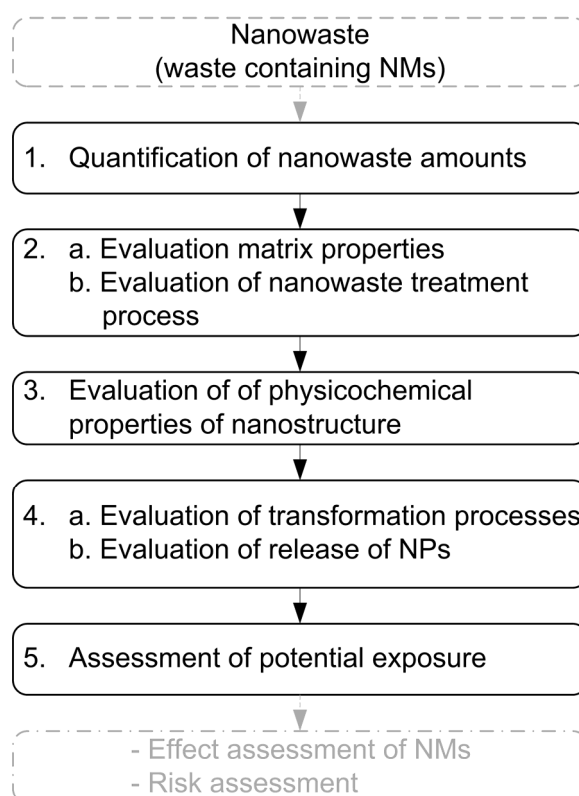 Nanowaste
(waste containing NMs)
1. Quantification of nanowaste amounts
2. a. Evaluation matrix properties
b. Evaluation of nanowaste treatment
process
3. Evaluation of of physicochemical
properties of nanostructure
4. a. Evaluation of transformation processes
b. Evaluation of release of NPs
5. Assessment of potential exposure
- Effect assessment of NMs
- Risk assessment